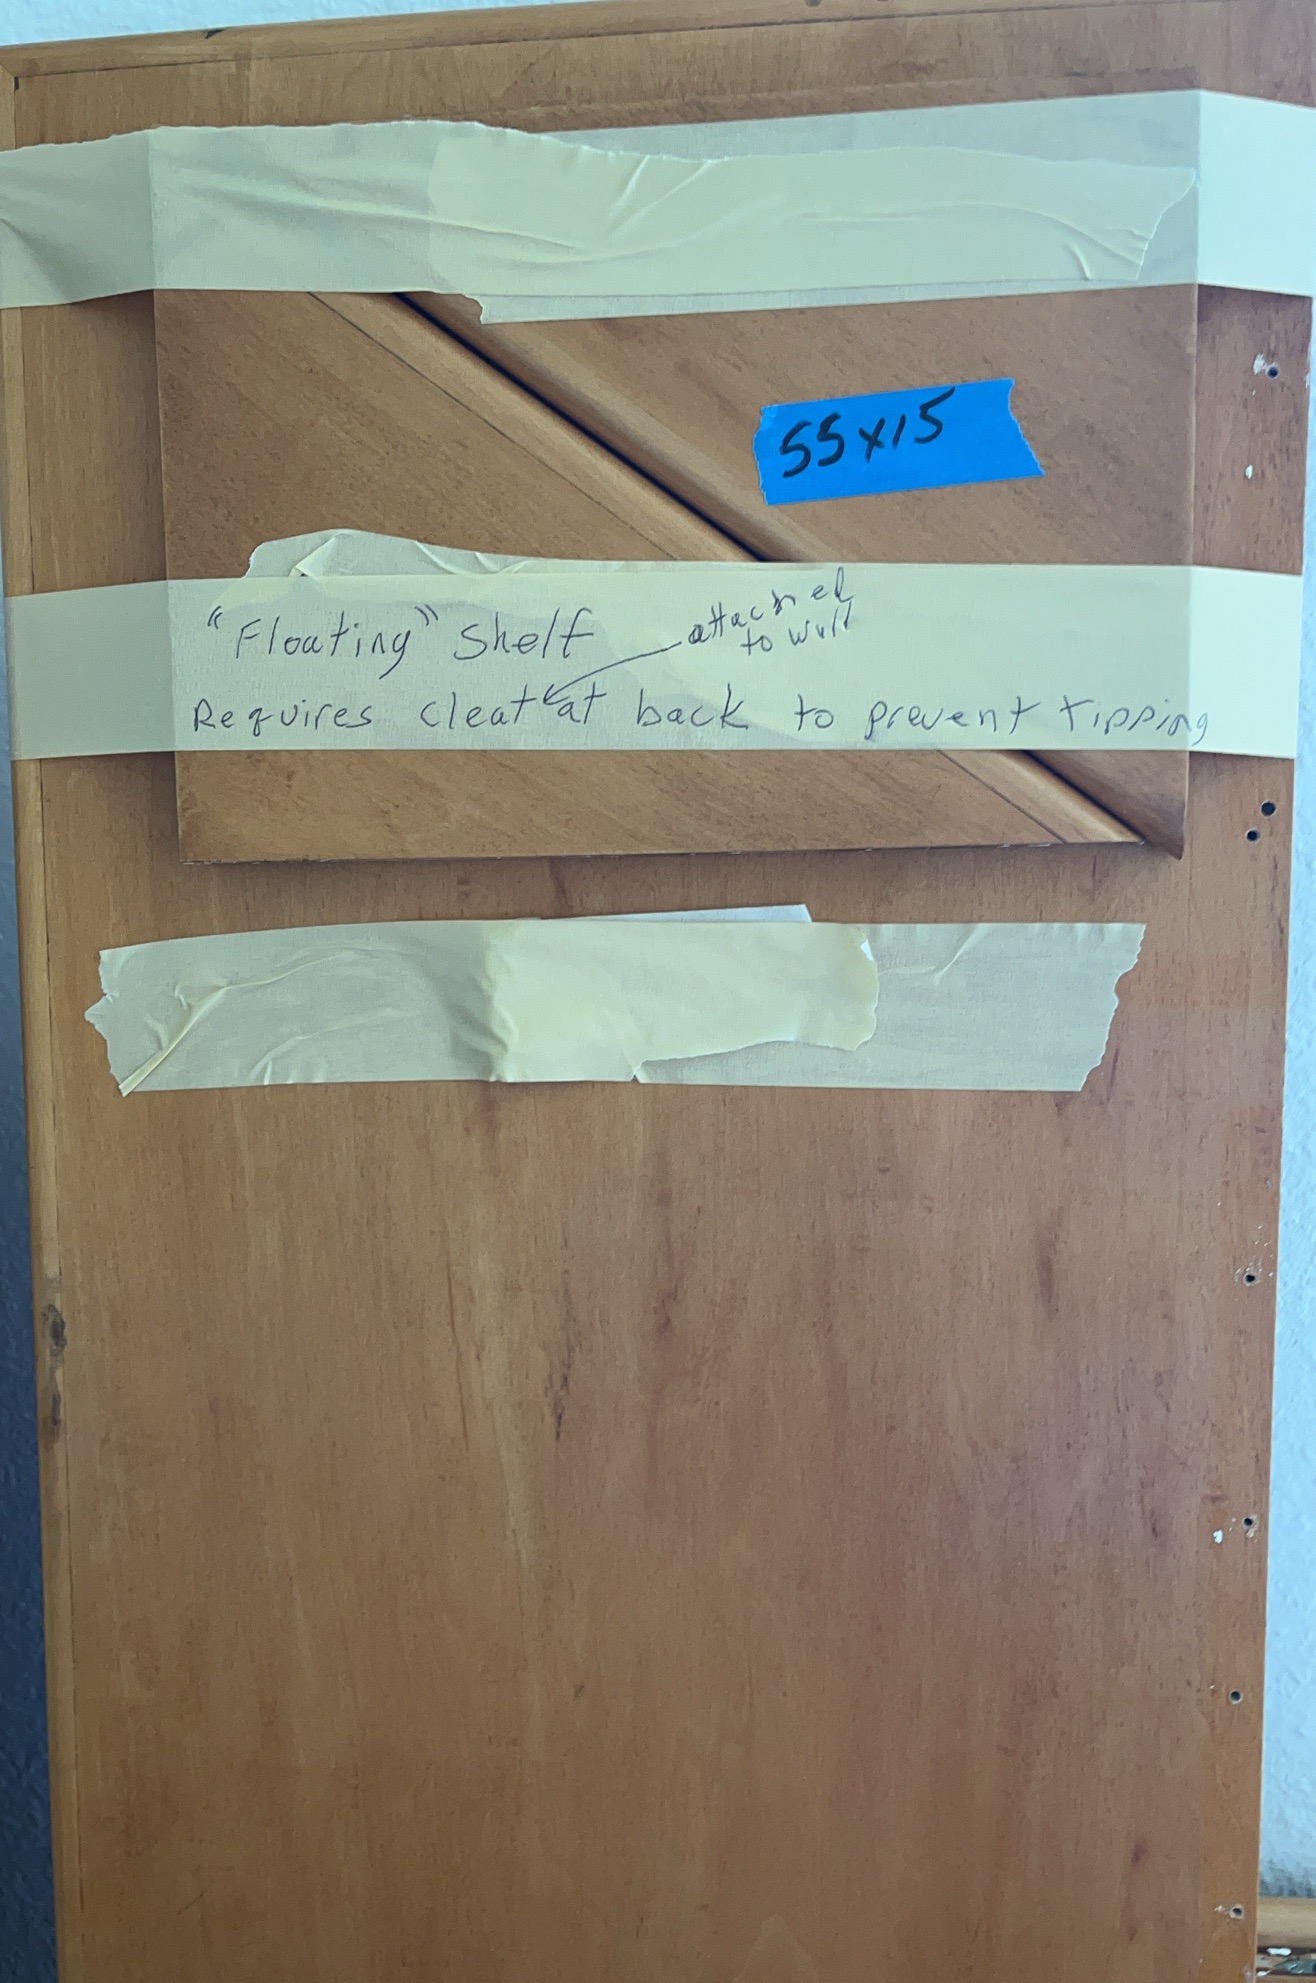 55x15
"Floating" Shelf
attached
to wall
Requires cleat at back to prevent tipping